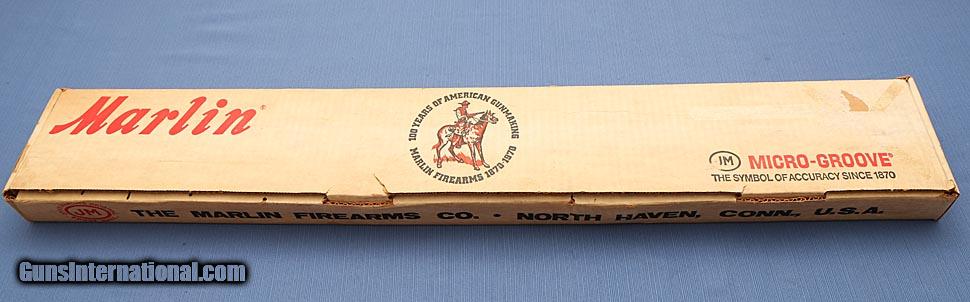 Marlin®
100 YEARS OF AMERICAN GUNMAKING
MARLIN FIREARMS 1870-1970
JM MICRO-GROOVE®
THE SYMBOL OF ACCURACY SINCE 1870
JM THE MARLIN FIREARMS CO. • NORTH HAVEN, CONN., U.S.A.
GunsInternational.com